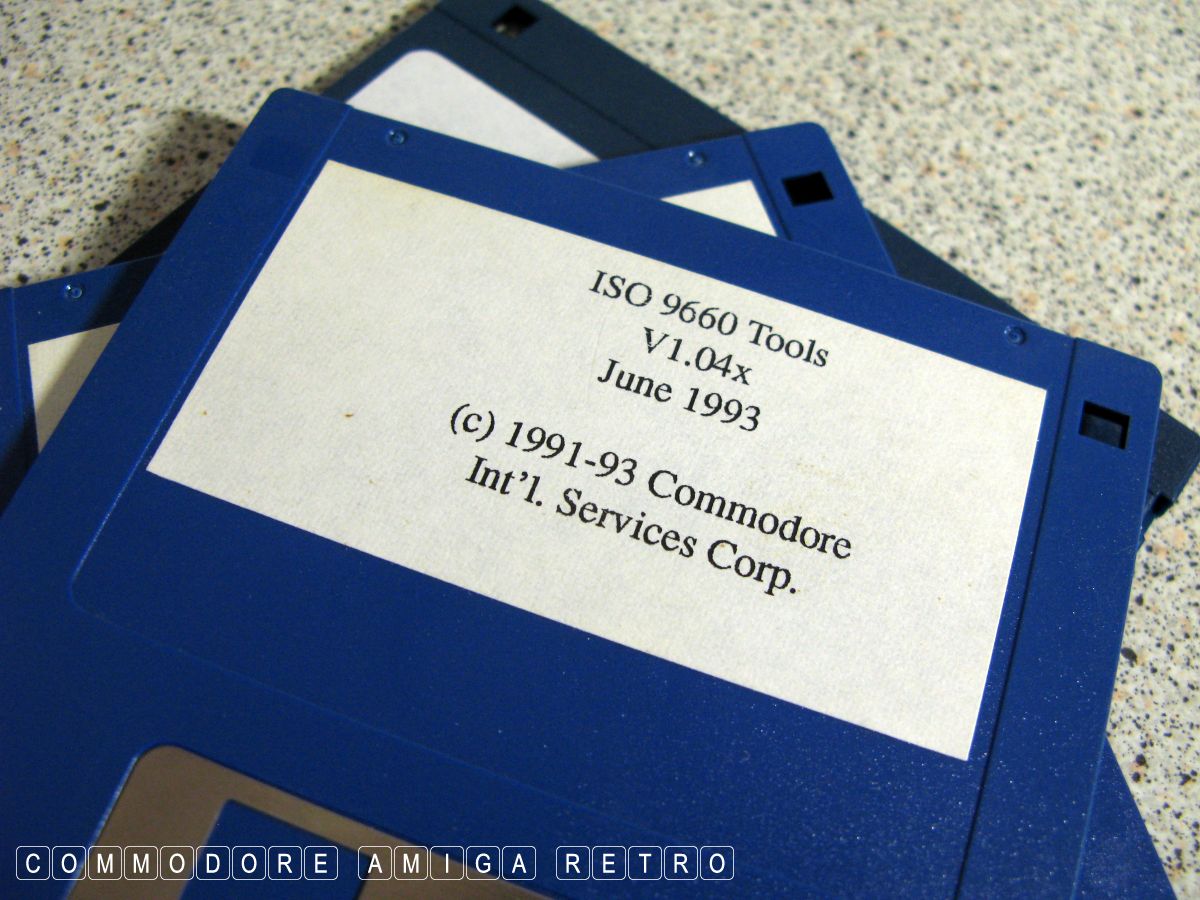 ISO 9660 Tools
V1.04x
June 1993
(c) 1991-93 Commodore
Int'l. Services Corp.
COMMODORE AMIGA RETRO